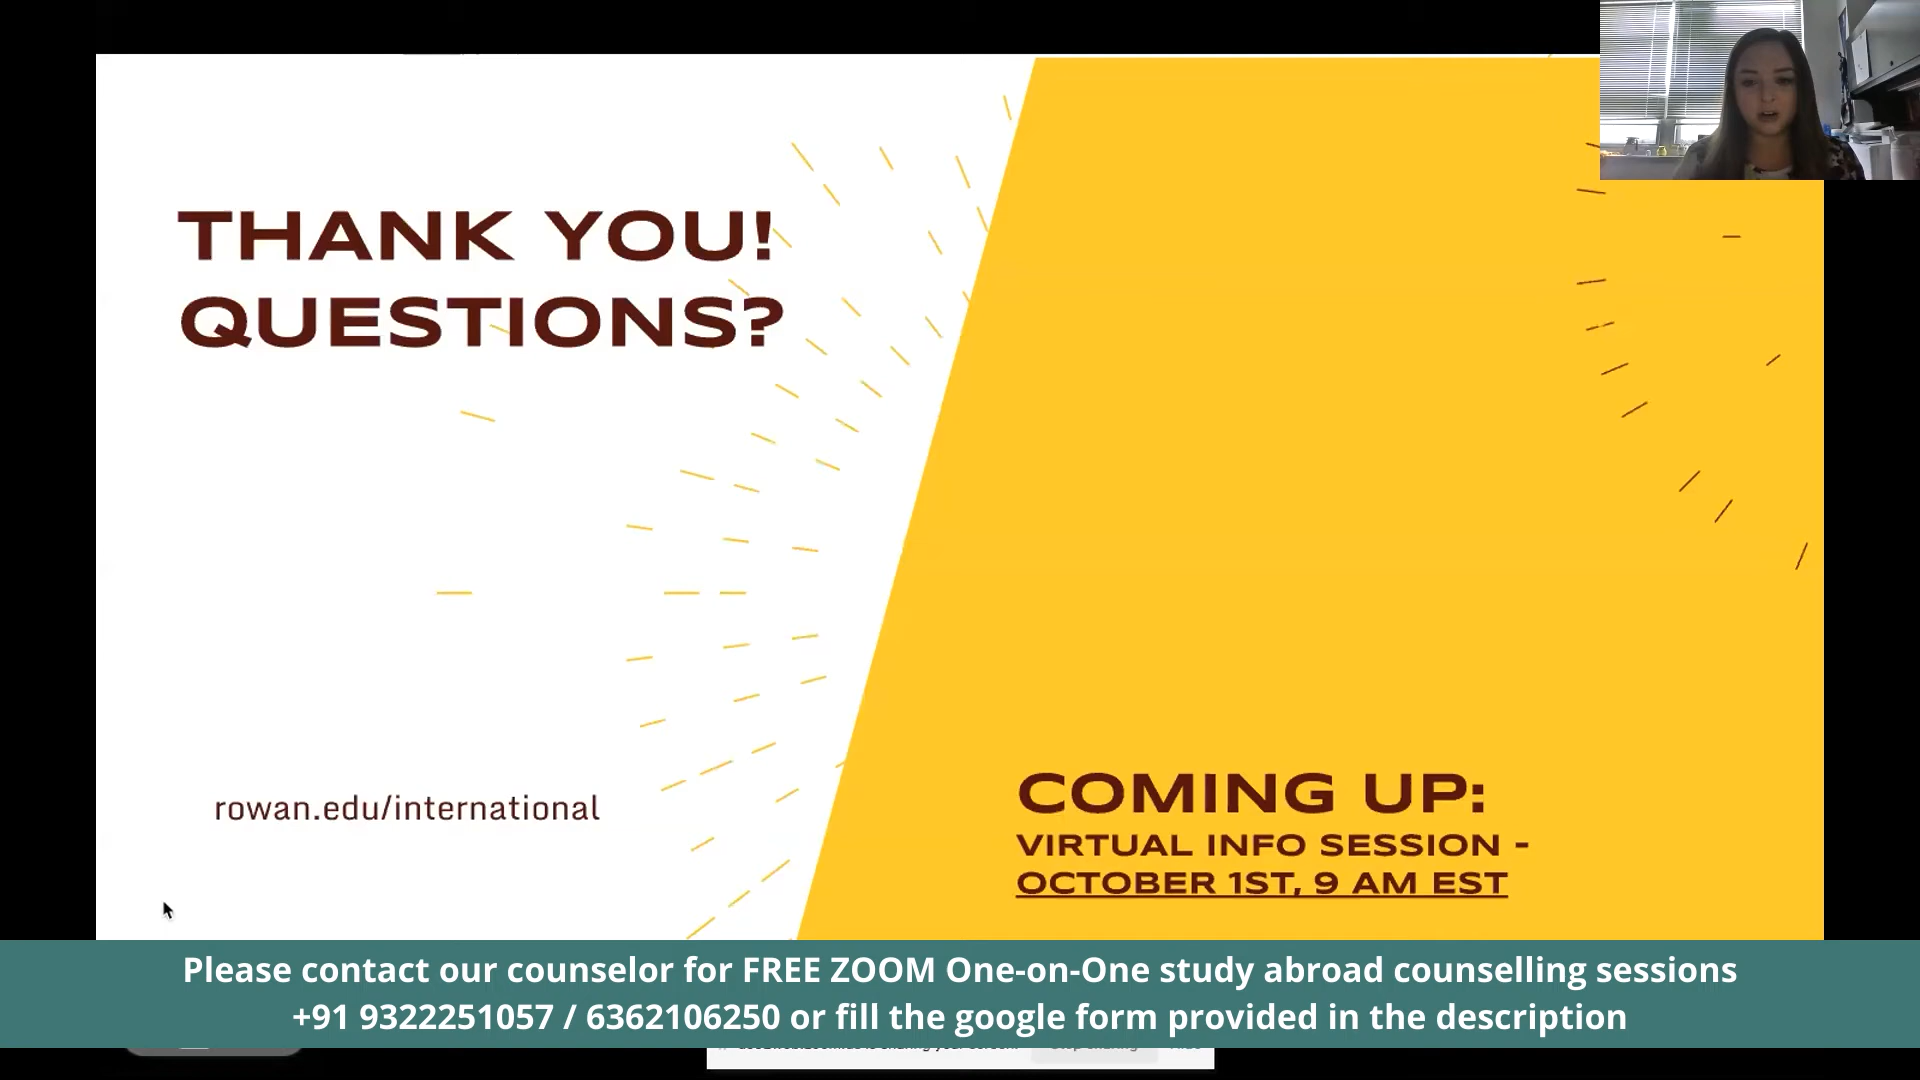 THANK YOU!
QUESTIONS?
rowan.edu/international
COMING UP:
VIRTUAL INFO SESSION -
OCTOBER 1ST, 9 AM EST
Please contact our counselor for FREE ZOOM One-on-One study abroad counselling sessions
+91 9322251057 / 6362106250 or fill the google form provided in the description